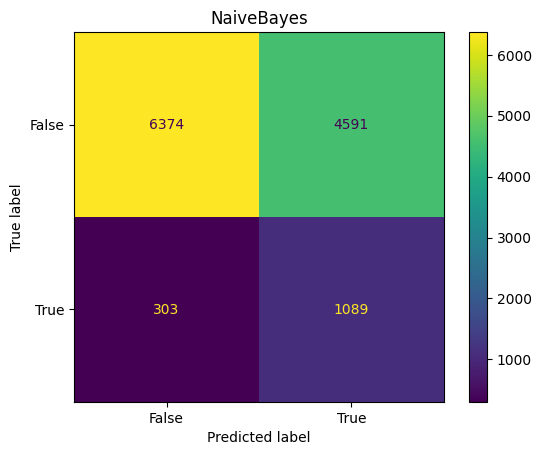 NaiveBayes
6000
False 6374 4591
5000
4000
True label
3000
True 303 1089
2000
1000
False True
Predicted label